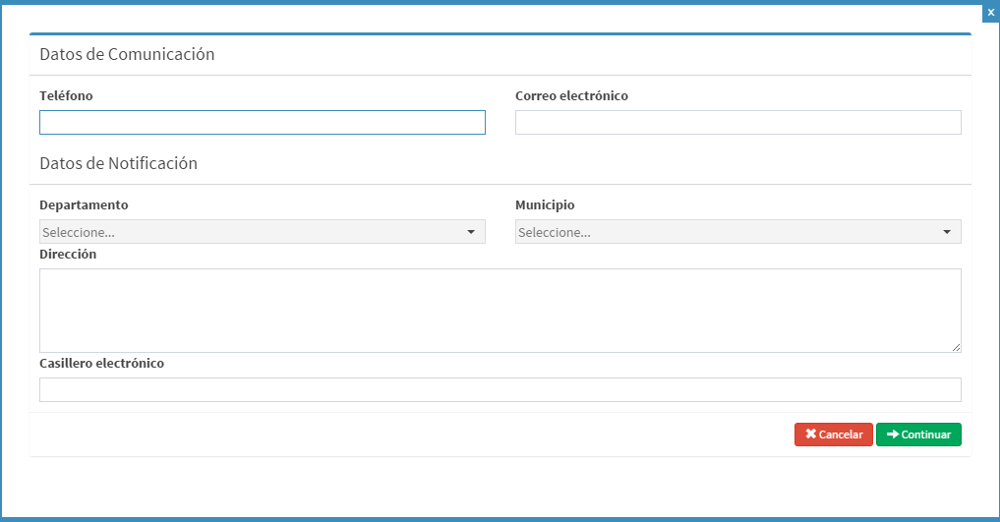 x
Datos de Comunicación
Teléfono
Correo electrónico
Datos de Notificación
Departamento
Municipio
Seleccione...
Seleccione...
Dirección
Casillero electrónico
Cancelar
Continuar